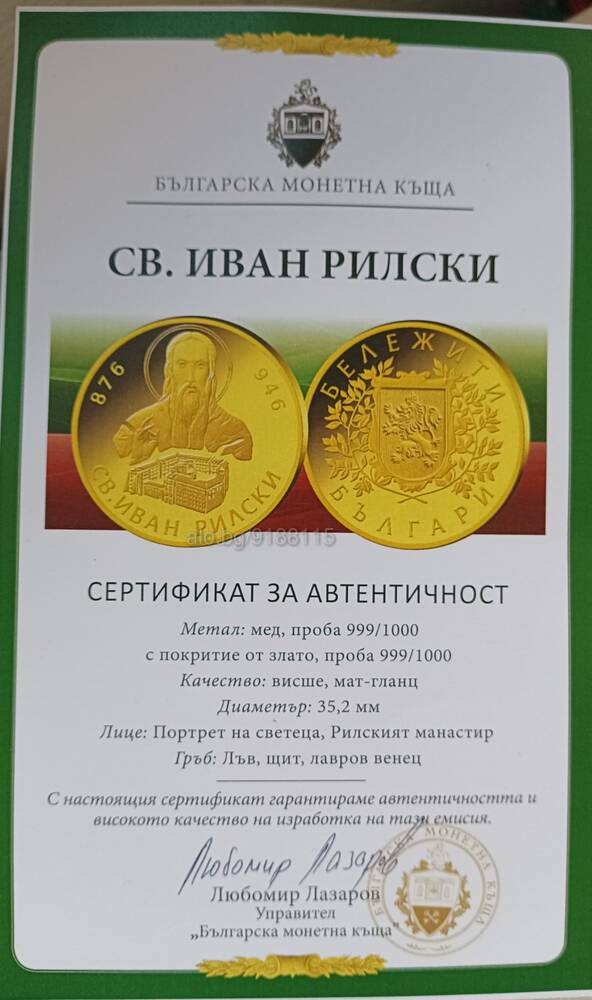 БЪЛГАРСКА МОНЕТНА КЪЩА
СВ. ИВАН РИЛСКИ
876
946
СВ. ИВАН РИЛСКИ
БЕЛЕЖИТИ
БЪЛГАРИ
alo.bg/9188115
СЕРТИФИКАТ ЗА АВТЕНТИЧНОСТ
Метал: мед, проба 999/1000
с покритие от злато, проба 999/1000
Качество: висше, мат-гланц
Диаметър: 35,2 мм
Лице: Портрет на светеца, Рилският манастир
Гръб: Лъв, щит, лавров венец
С настоящия сертификат гарантираме автентичността и
високото качество на изработка на тази емисия.
Любомир Лазаров
Любомир Лазаров
Управител
„Българска монетна къща“
БЪЛГАРСКА МОНЕТНА КЪЩА